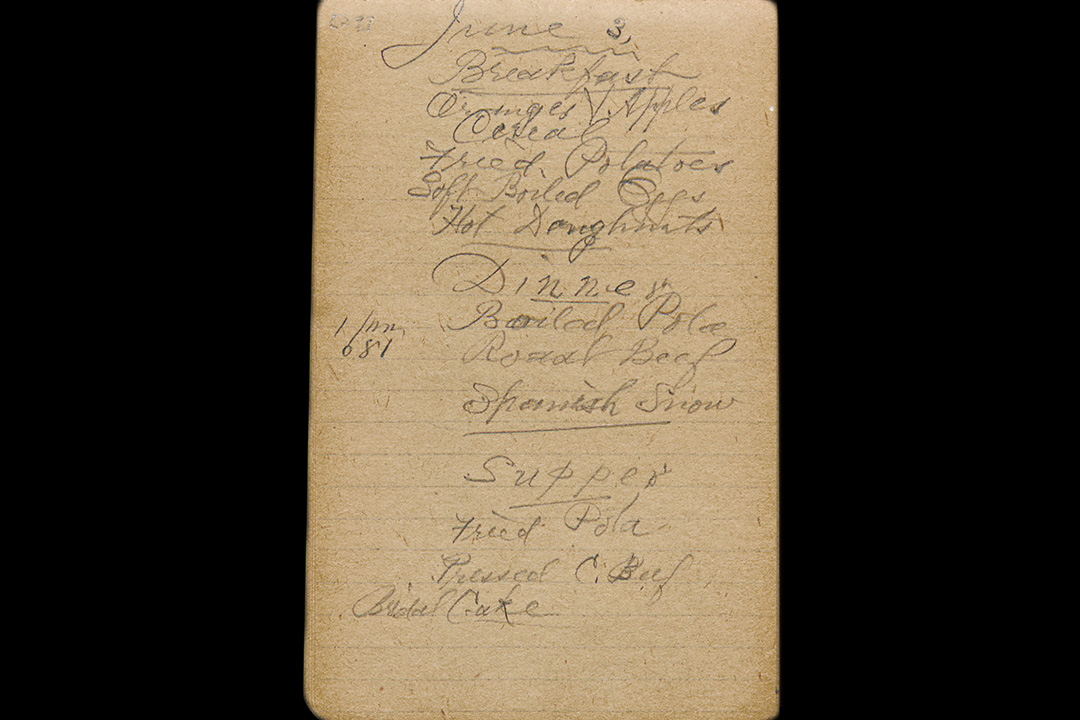 June 3,
Breakfast
Oranges Apples
Cereal
Fried Potatoes
Soft Boiled Eggs
Hot Doughnuts
Dinner
Boiled Pota
1 pm,
Roast Beef
681
Spanish Snow
Supper
Fried Pota
Pressed C. Beef
Bridal Cake